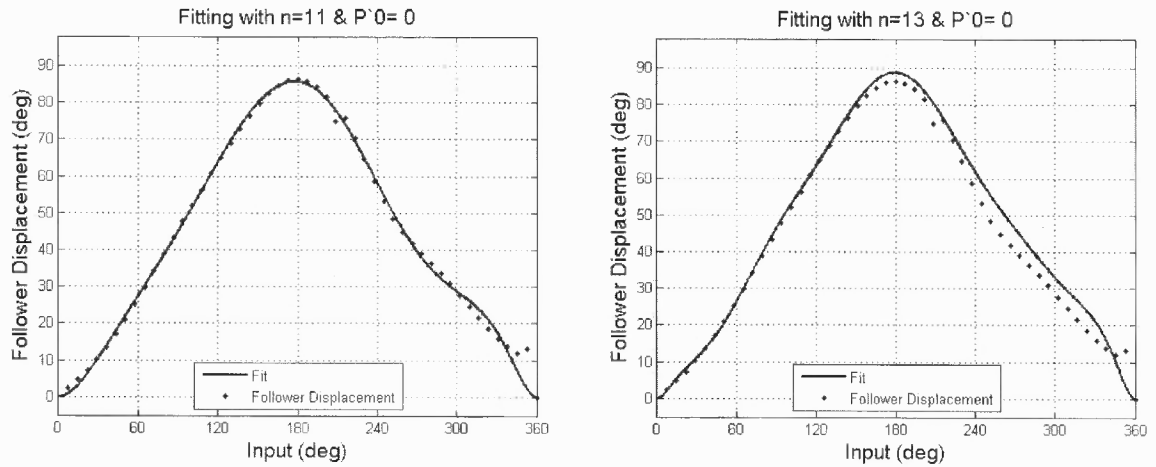 Fitting with n=11 & P`0= 0
Follower Displacement (deg)
90
80
70
60
50
40
30
20
10
0
Fit
Follower Displacement
0 60 120 180 240 300 360
Input (deg)
Fitting with n=13 & P`0= 0
Follower Displacement (deg)
90
80
70
60
50
40
30
20
10
0
Fit
Follower Displacement
0 60 120 180 240 300 360
Input (deg)